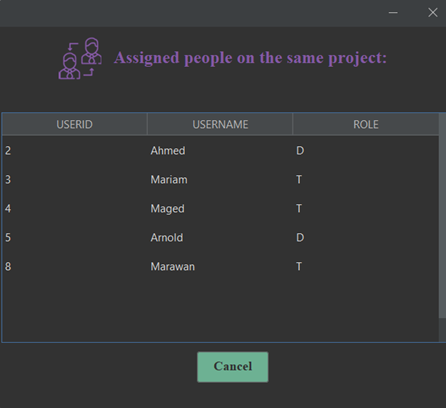 Assigned people on the same project:
USERID USERNAME ROLE
2 Ahmed D
3 Mariam T
4 Maged T
5 Arnold D
8 Marawan T
Cancel